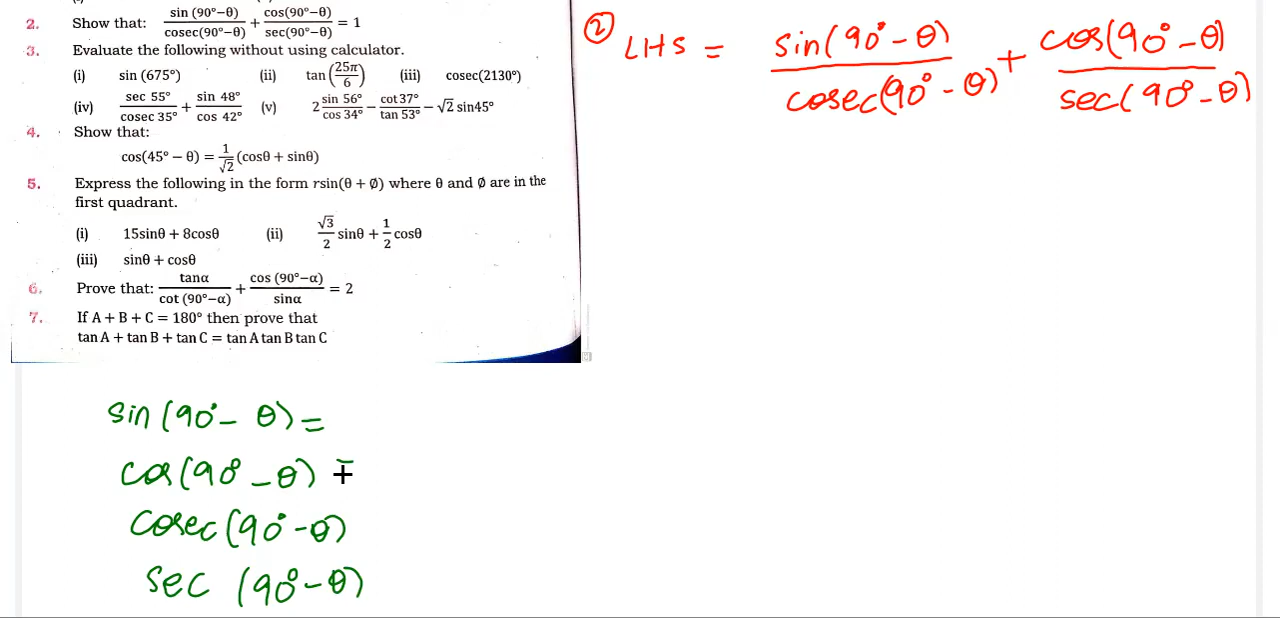 2. Show that: sin (90°−θ)/cosec(90°−θ) + cos(90°−θ)/sec(90°−θ) = 1
3. Evaluate the following without using calculator.
(i) sin (675°) (ii) tan(25π/6) (iii) cosec(2130°)
(iv) sec 55°/cosec 35° + sin 48°/cos 42° (v) 2 sin 56°/cos 34° − cot 37°/tan 53° − √2 sin45°
4. Show that:
cos(45° − θ) = 1/√2 (cosθ + sinθ)
5. Express the following in the form rsin(θ + Ø) where θ and Ø are in the
first quadrant.
(i) 15sinθ + 8cosθ (ii) √3/2 sinθ + 1/2 cosθ
(iii) sinθ + cosθ
6. Prove that: tanα/cot (90°−α) + cos (90°−α)/sinα = 2
7. If A + B + C = 180° then prove that
tan A + tan B + tan C = tan A tan B tan C
② LHS = sin(90° − θ)/cosec(90° − θ) + cos(90° − θ)/sec(90° − θ)
sin(90° − θ) =
cos(90° − θ) =
cosec(90° − θ)
sec (90° − θ)